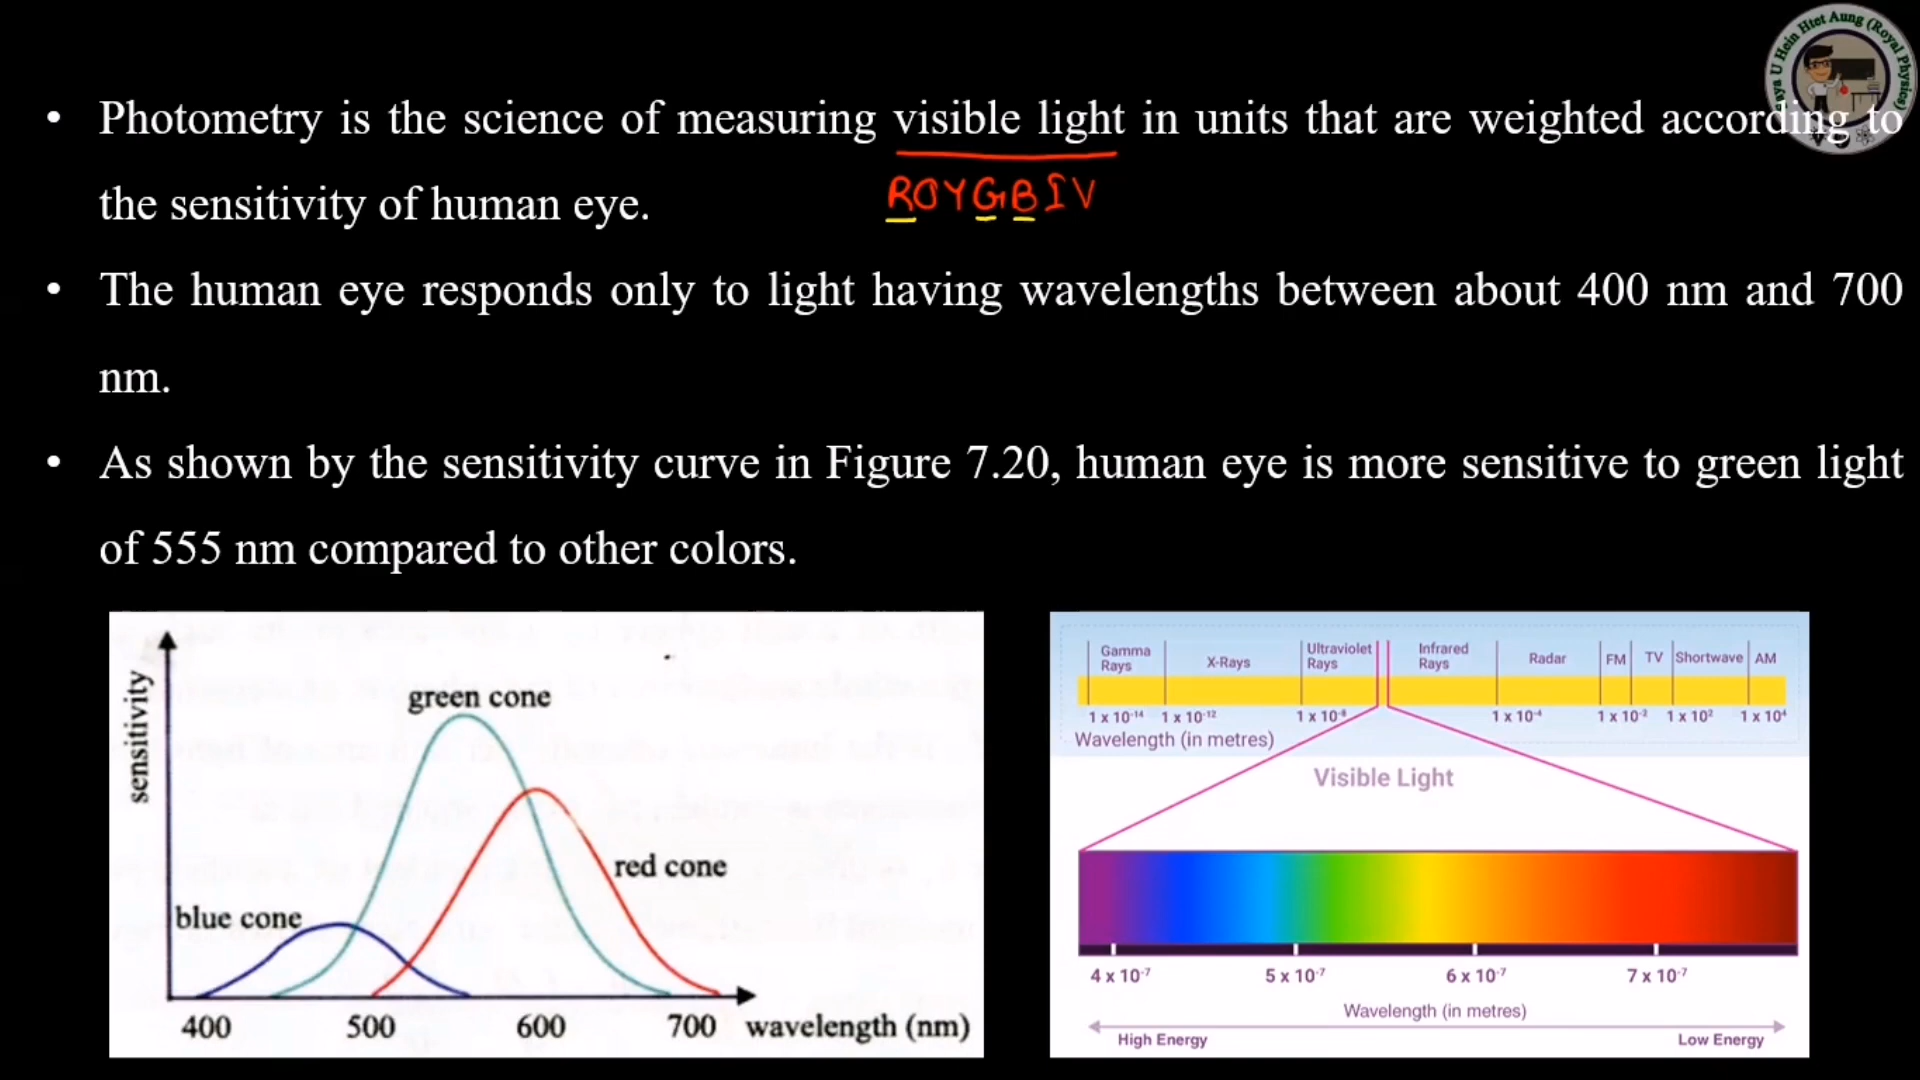 • Photometry is the science of measuring visible light in units that are weighted according to
the sensitivity of human eye.
ROYGBIV
• The human eye responds only to light having wavelengths between about 400 nm and 700
nm.
• As shown by the sensitivity curve in Figure 7.20, human eye is more sensitive to green light
of 555 nm compared to other colors.
sensitivity
green cone
red cone
blue cone
400 500 600 700 wavelength (nm)
Gamma Rays X-Rays Ultraviolet Rays Infrared Rays Radar FM TV Shortwave AM
1 x 10⁻¹⁴ 1 x 10⁻¹² 1 x 10⁻⁸ 1 x 10⁻⁴ 1 x 10² 1 x 10⁴
Wavelength (in metres)
Visible Light
4 x 10⁻⁷ 5 x 10⁻⁷ 6 x 10⁻⁷ 7 x 10⁻⁷
Wavelength (in metres)
High Energy Low Energy
U Hein Htet Aung (Royal Physics)